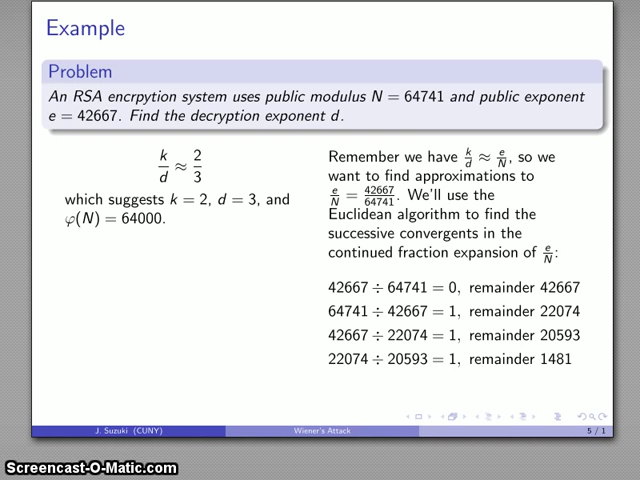 Example
Problem
An RSA encrpytion system uses public modulus N = 64741 and public exponent
e = 42667. Find the decryption exponent d.
k/d ≈ 2/3
which suggests k = 2, d = 3, and
φ(N) = 64000.
Remember we have k/d ≈ e/N, so we
want to find approximations to
e/N = 42667/64741. We'll use the
Euclidean algorithm to find the
successive convergents in the
continued fraction expansion of e/N:
42667 ÷ 64741 = 0, remainder 42667
64741 ÷ 42667 = 1, remainder 22074
42667 ÷ 22074 = 1, remainder 20593
22074 ÷ 20593 = 1, remainder 1481
J. Suzuki (CUNY)
Wiener's Attack
5 / 1
Screencast-O-Matic.com